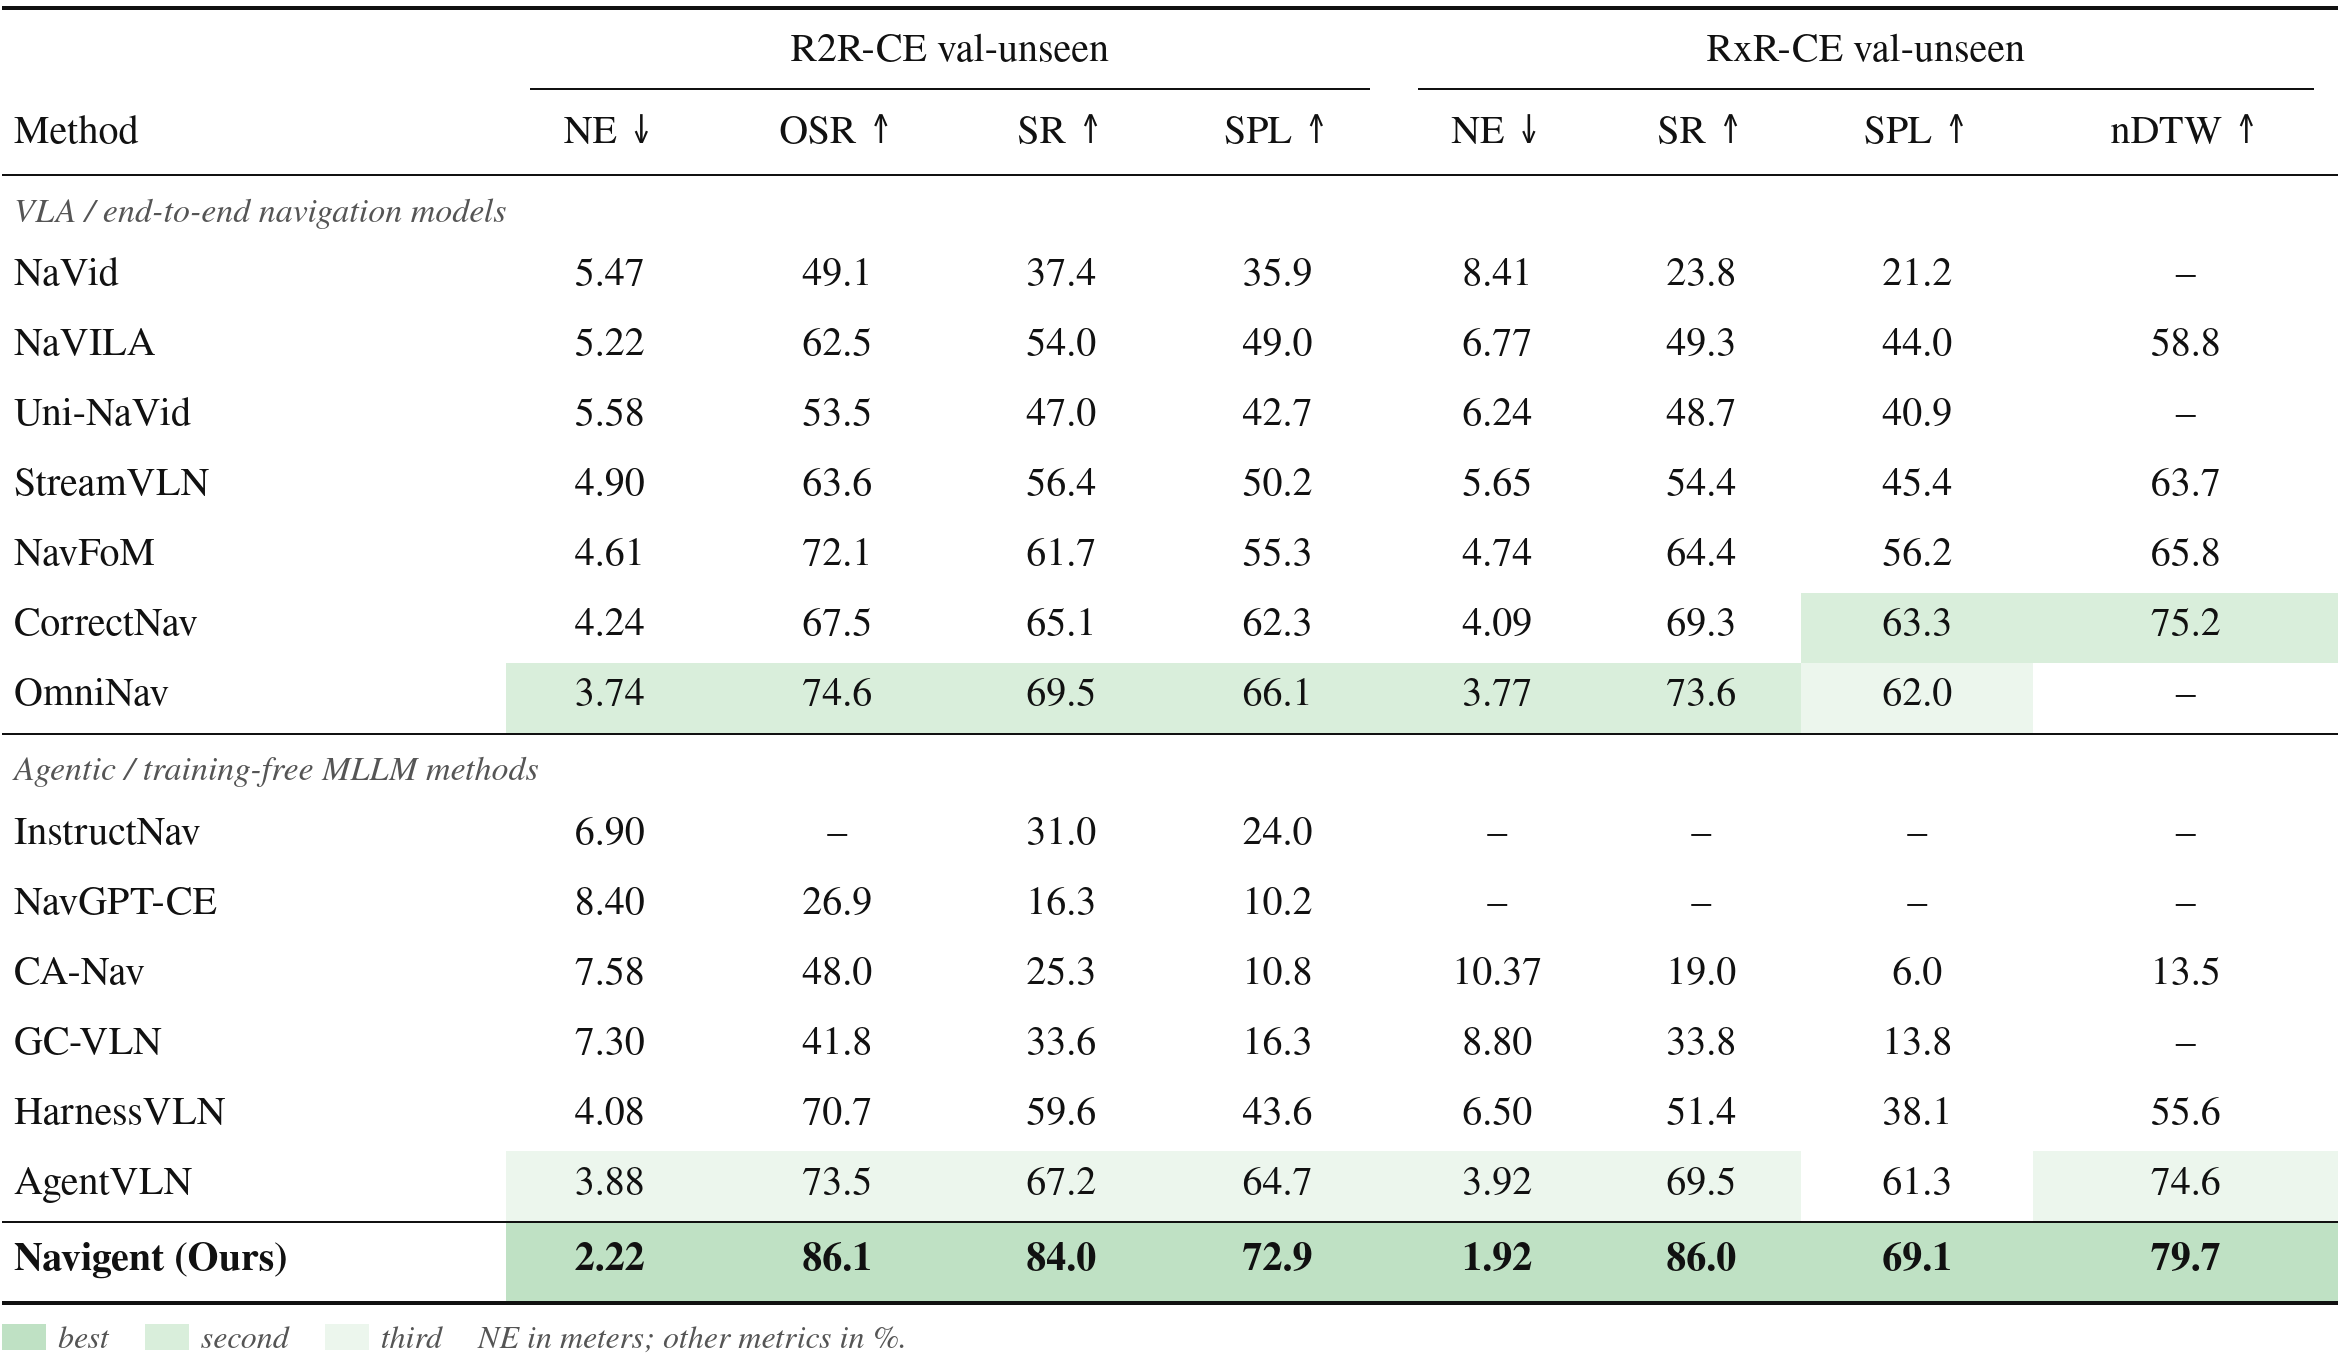 R2R-CE val-unseen RxR-CE val-unseen
Method NE ↓ OSR ↑ SR ↑ SPL ↑ NE ↓ SR ↑ SPL ↑ nDTW ↑
VLA / end-to-end navigation models
NaVid 5.47 49.1 37.4 35.9 8.41 23.8 21.2 –
NaVILA 5.22 62.5 54.0 49.0 6.77 49.3 44.0 58.8
Uni-NaVid 5.58 53.5 47.0 42.7 6.24 48.7 40.9 –
StreamVLN 4.90 63.6 56.4 50.2 5.65 54.4 45.4 63.7
NavFoM 4.61 72.1 61.7 55.3 4.74 64.4 56.2 65.8
CorrectNav 4.24 67.5 65.1 62.3 4.09 69.3 63.3 75.2
OmniNav 3.74 74.6 69.5 66.1 3.77 73.6 62.0 –
Agentic / training-free MLLM methods
InstructNav 6.90 – 31.0 24.0 – – – –
NavGPT-CE 8.40 26.9 16.3 10.2 – – – –
CA-Nav 7.58 48.0 25.3 10.8 10.37 19.0 6.0 13.5
GC-VLN 7.30 41.8 33.6 16.3 8.80 33.8 13.8 –
HarnessVLN 4.08 70.7 59.6 43.6 6.50 51.4 38.1 55.6
AgentVLN 3.88 73.5 67.2 64.7 3.92 69.5 61.3 74.6
Navigent (Ours) 2.22 86.1 84.0 72.9 1.92 86.0 69.1 79.7
best second third NE in meters; other metrics in %.